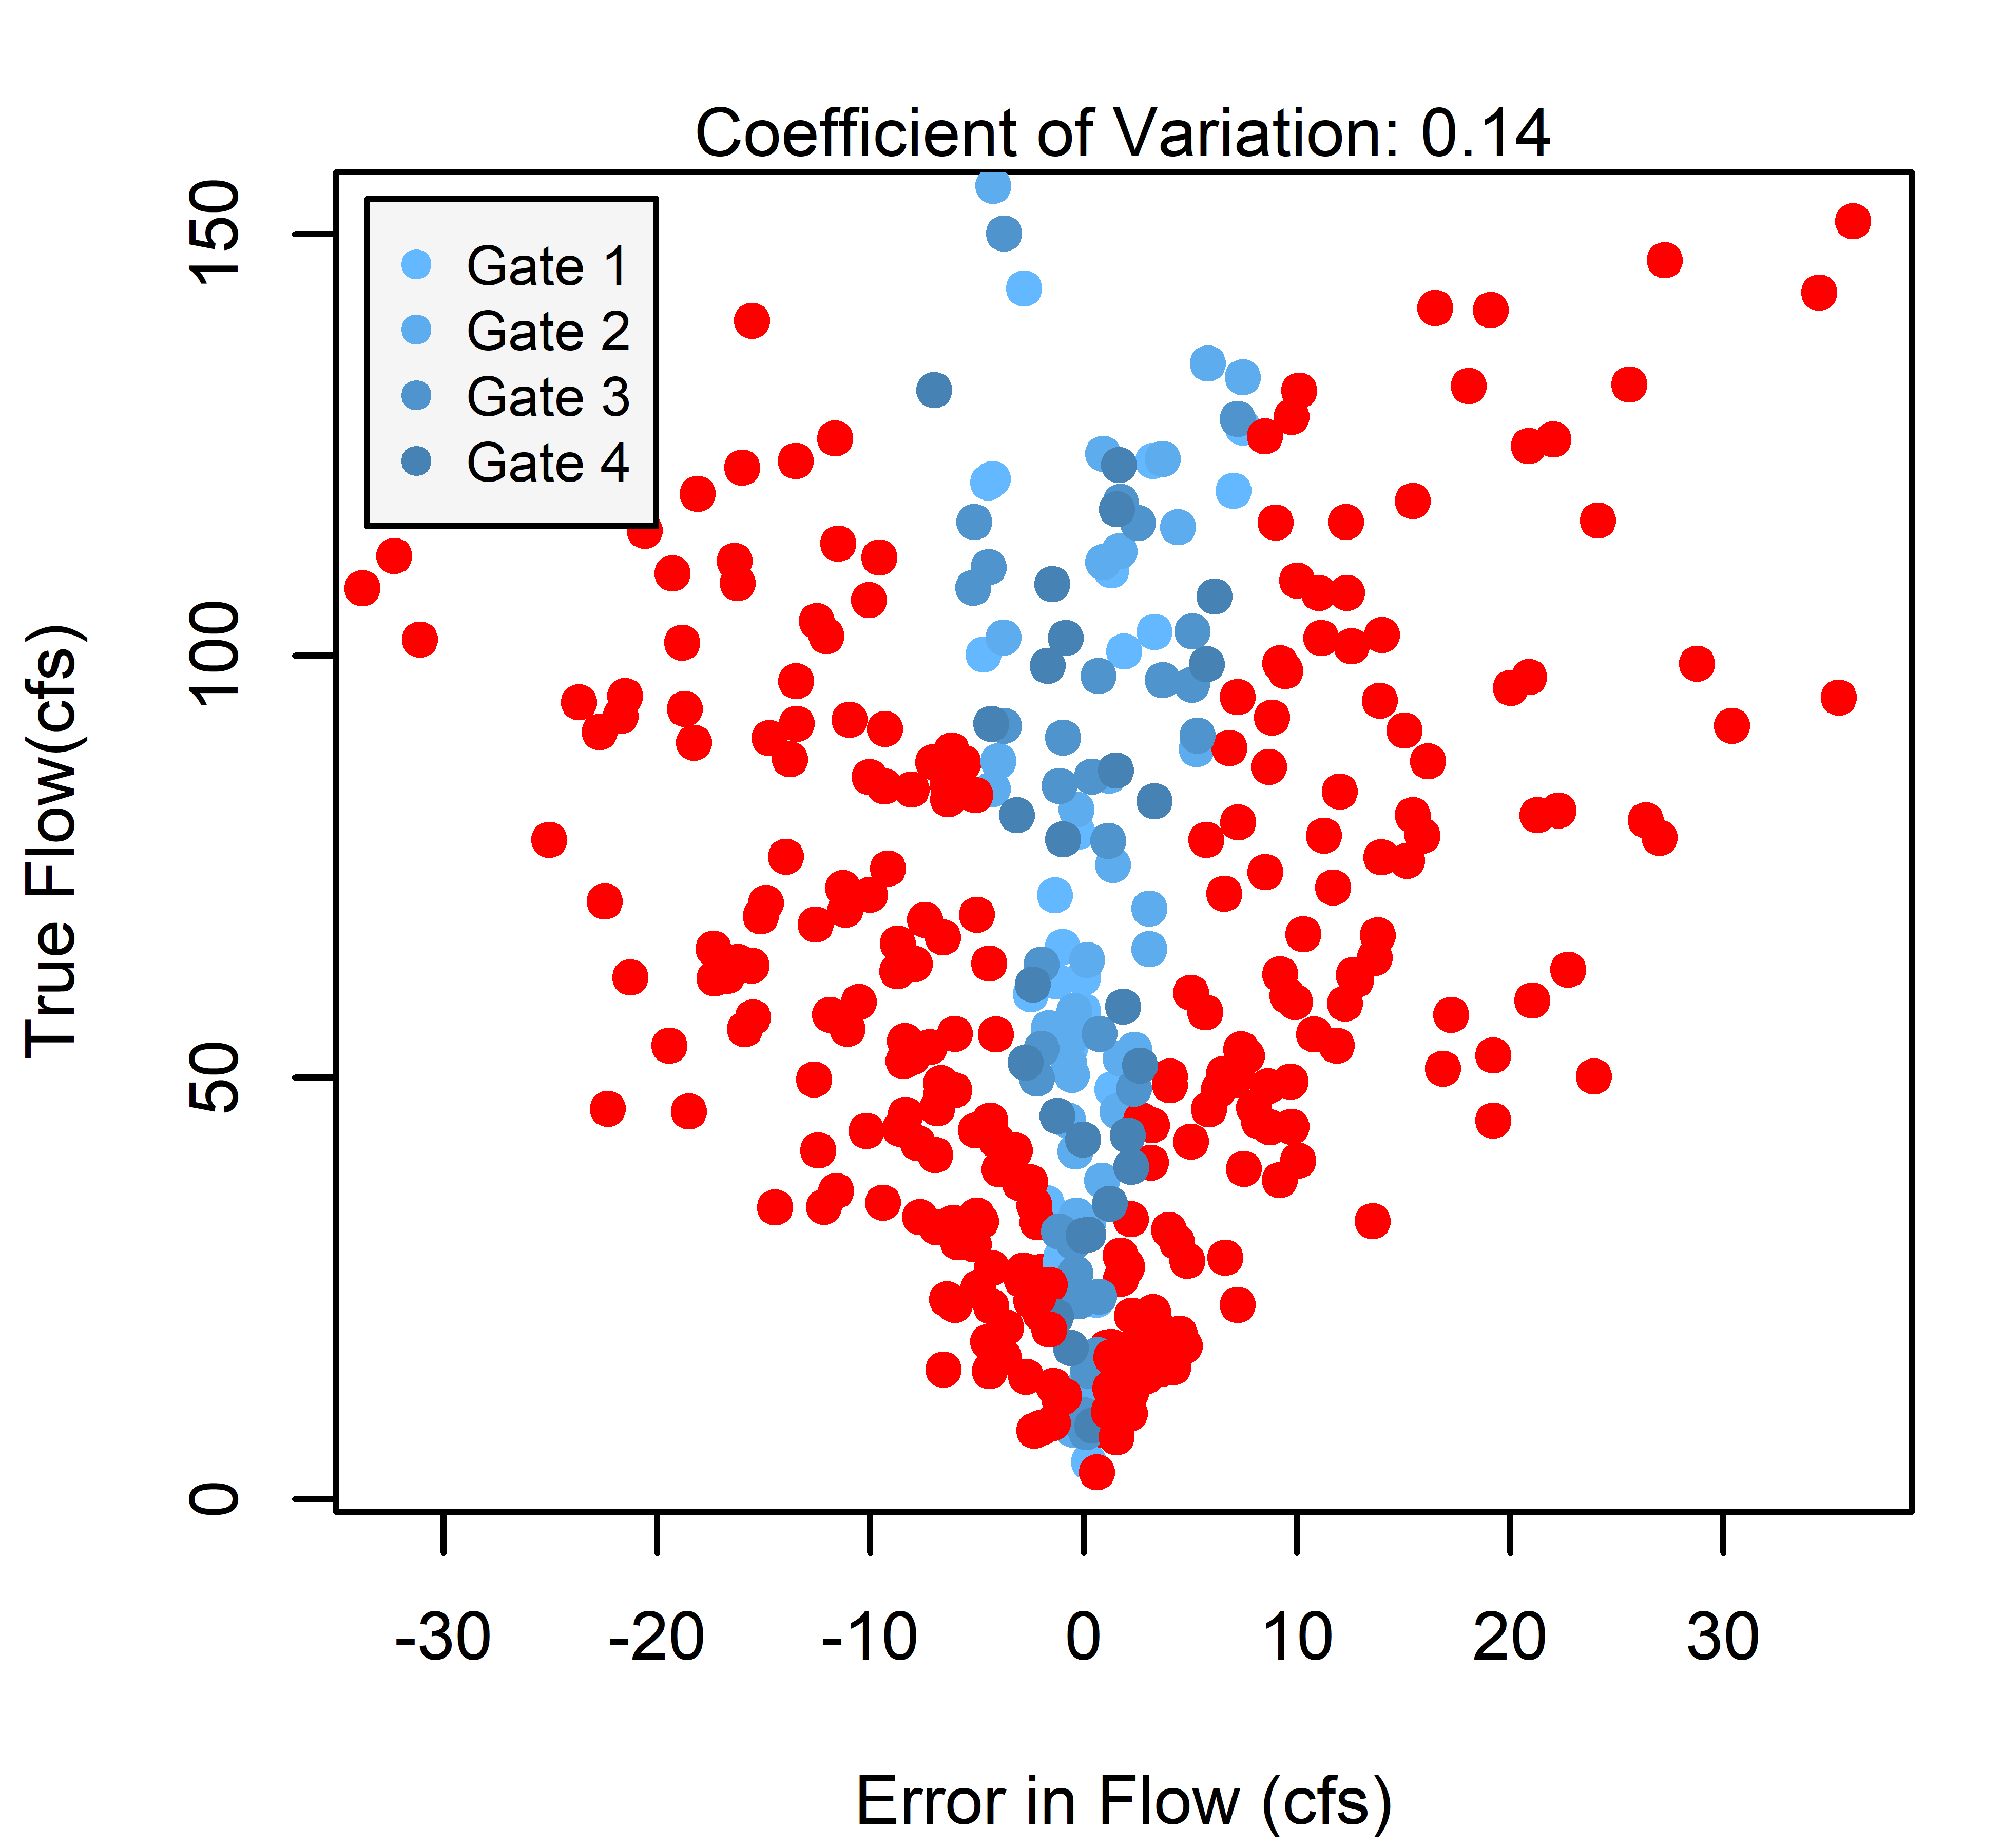 Coefficient of Variation: 0.14
Gate 1
Gate 2
Gate 3
Gate 4
True Flow(cfs)
150
100
50
0
-30 -20 -10 0 10 20 30
Error in Flow (cfs)